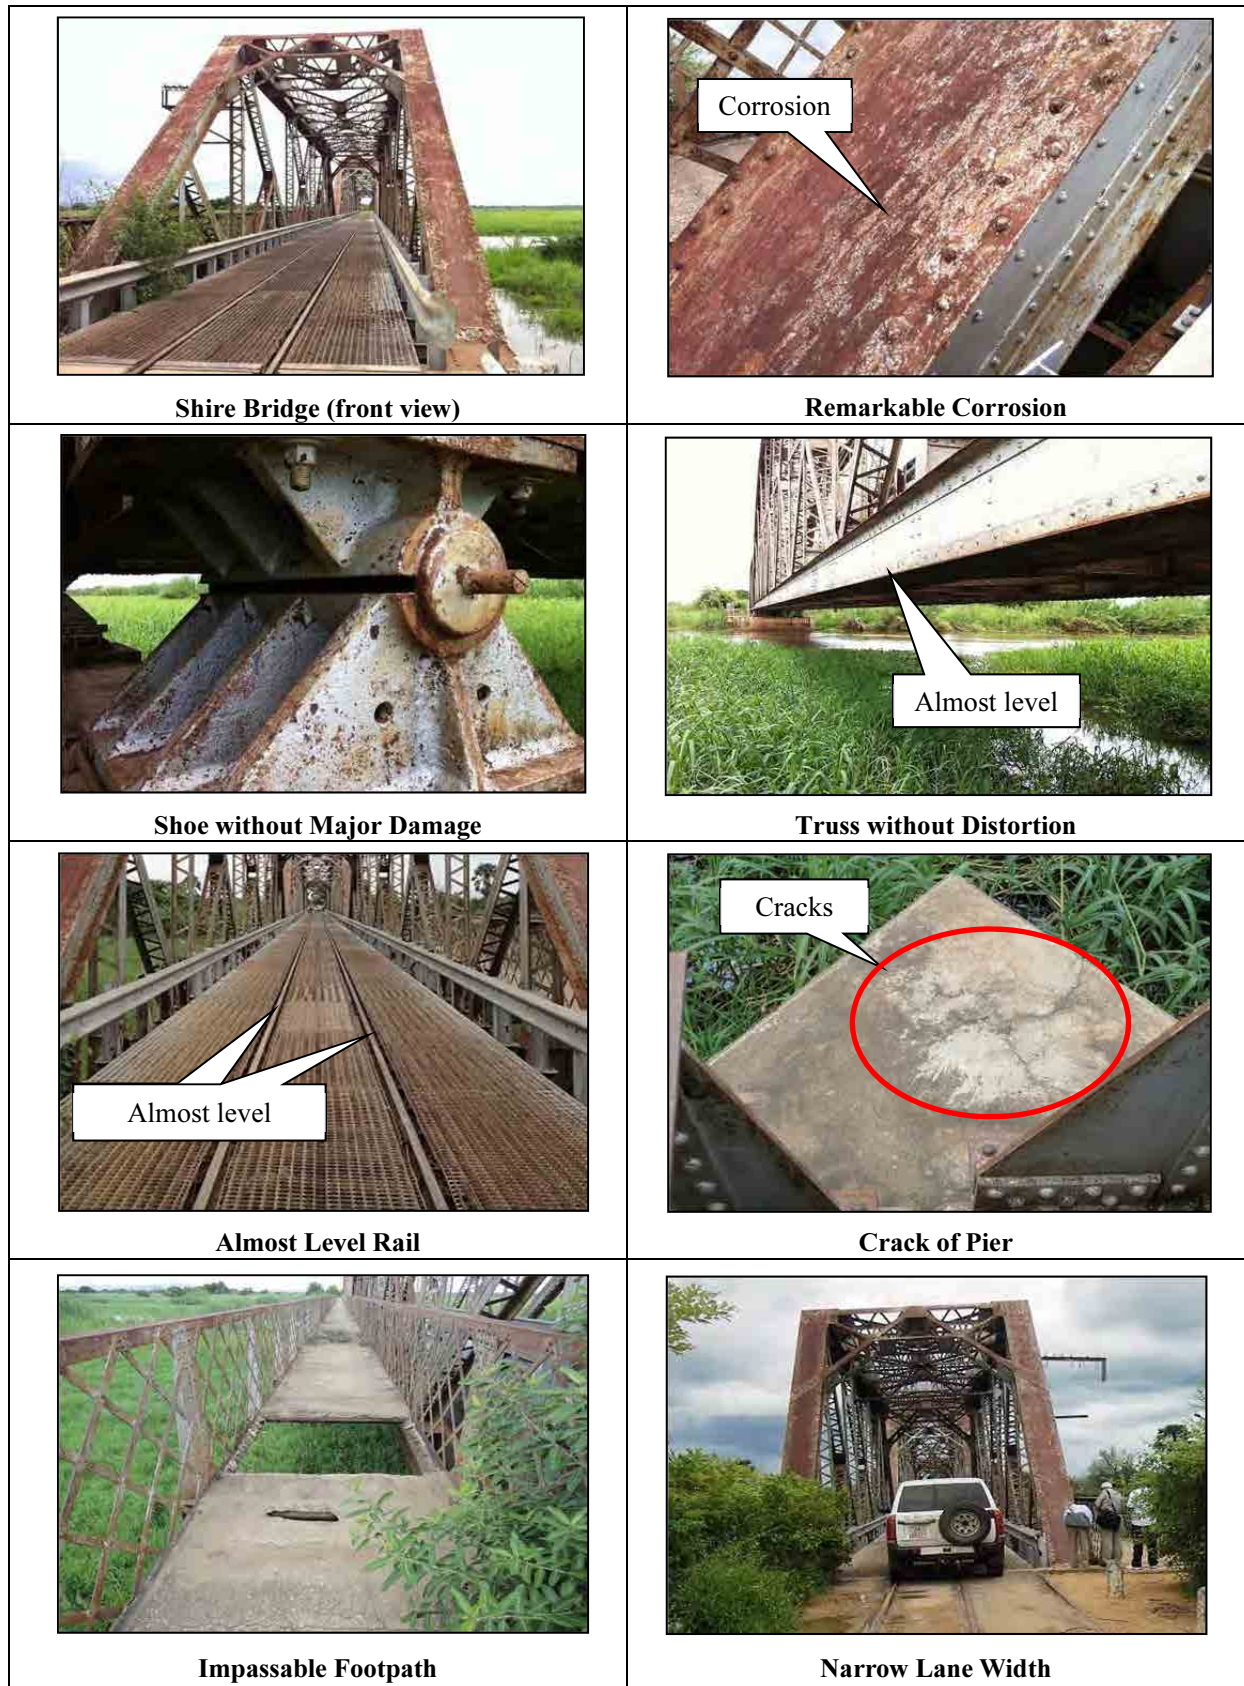 Shire Bridge (front view)
Corrosion
Remarkable Corrosion
Shoe without Major Damage
Almost level
Truss without Distortion
Almost level
Almost Level Rail
Cracks
Crack of Pier
Impassable Footpath
Narrow Lane Width